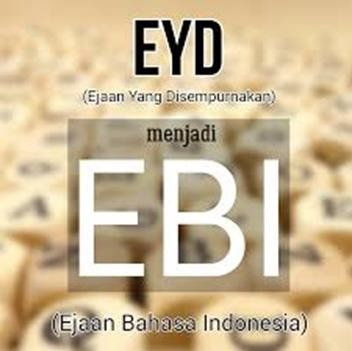 EYD
(Ejaan Yang Disempurnakan)
menjadi
EBI
(Ejaan Bahasa Indonesia)